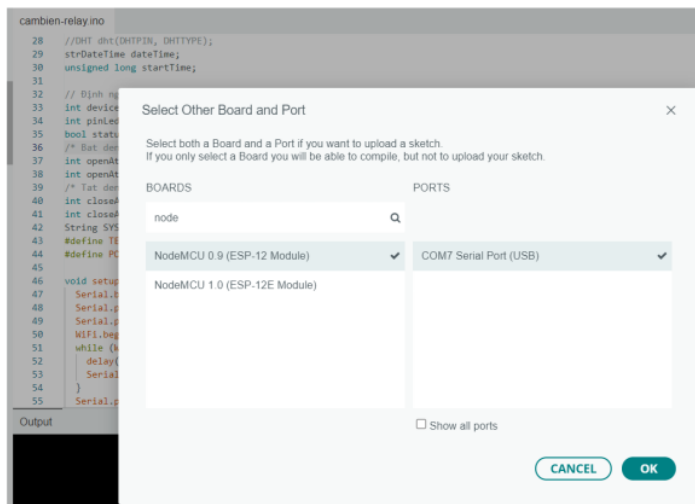 cambien-relay.ino
28 //DHT dht(DHTPIN, DHTTYPE);
29 strDateTime dateTime;
30 unsigned long startTime;
31
32 // Định ng
33 int device
34 int pinLed
35 bool statu
36 /* Bat den
37 int openAt
38 int openAt
39 /* Tat den
40 int closeA
41 int closeA
42 String SYS
43 #define TE
44 #define PO
45
46 void setup
47 Serial.b
48 Serial.p
49 Serial.p
50 WiFi.beg
51 while (W
52 delay(
53 Serial
54 }
55 Serial.p
Output
Select Other Board and Port
Select both a Board and a Port if you want to upload a sketch.
If you only select a Board you will be able to compile, but not to upload your sketch.
BOARDS
PORTS
node
NodeMCU 0.9 (ESP-12 Module)
COM7 Serial Port (USB)
NodeMCU 1.0 (ESP-12E Module)
Show all ports
CANCEL
OK